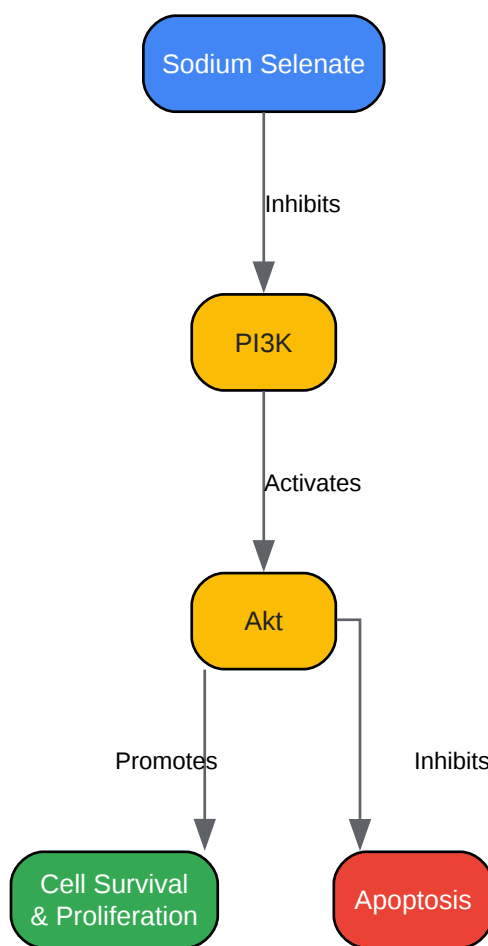 Sodium Selenate
Inhibits
PI3K
Activates
Akt
Promotes
Inhibits
Cell Survival
& Proliferation
Apoptosis